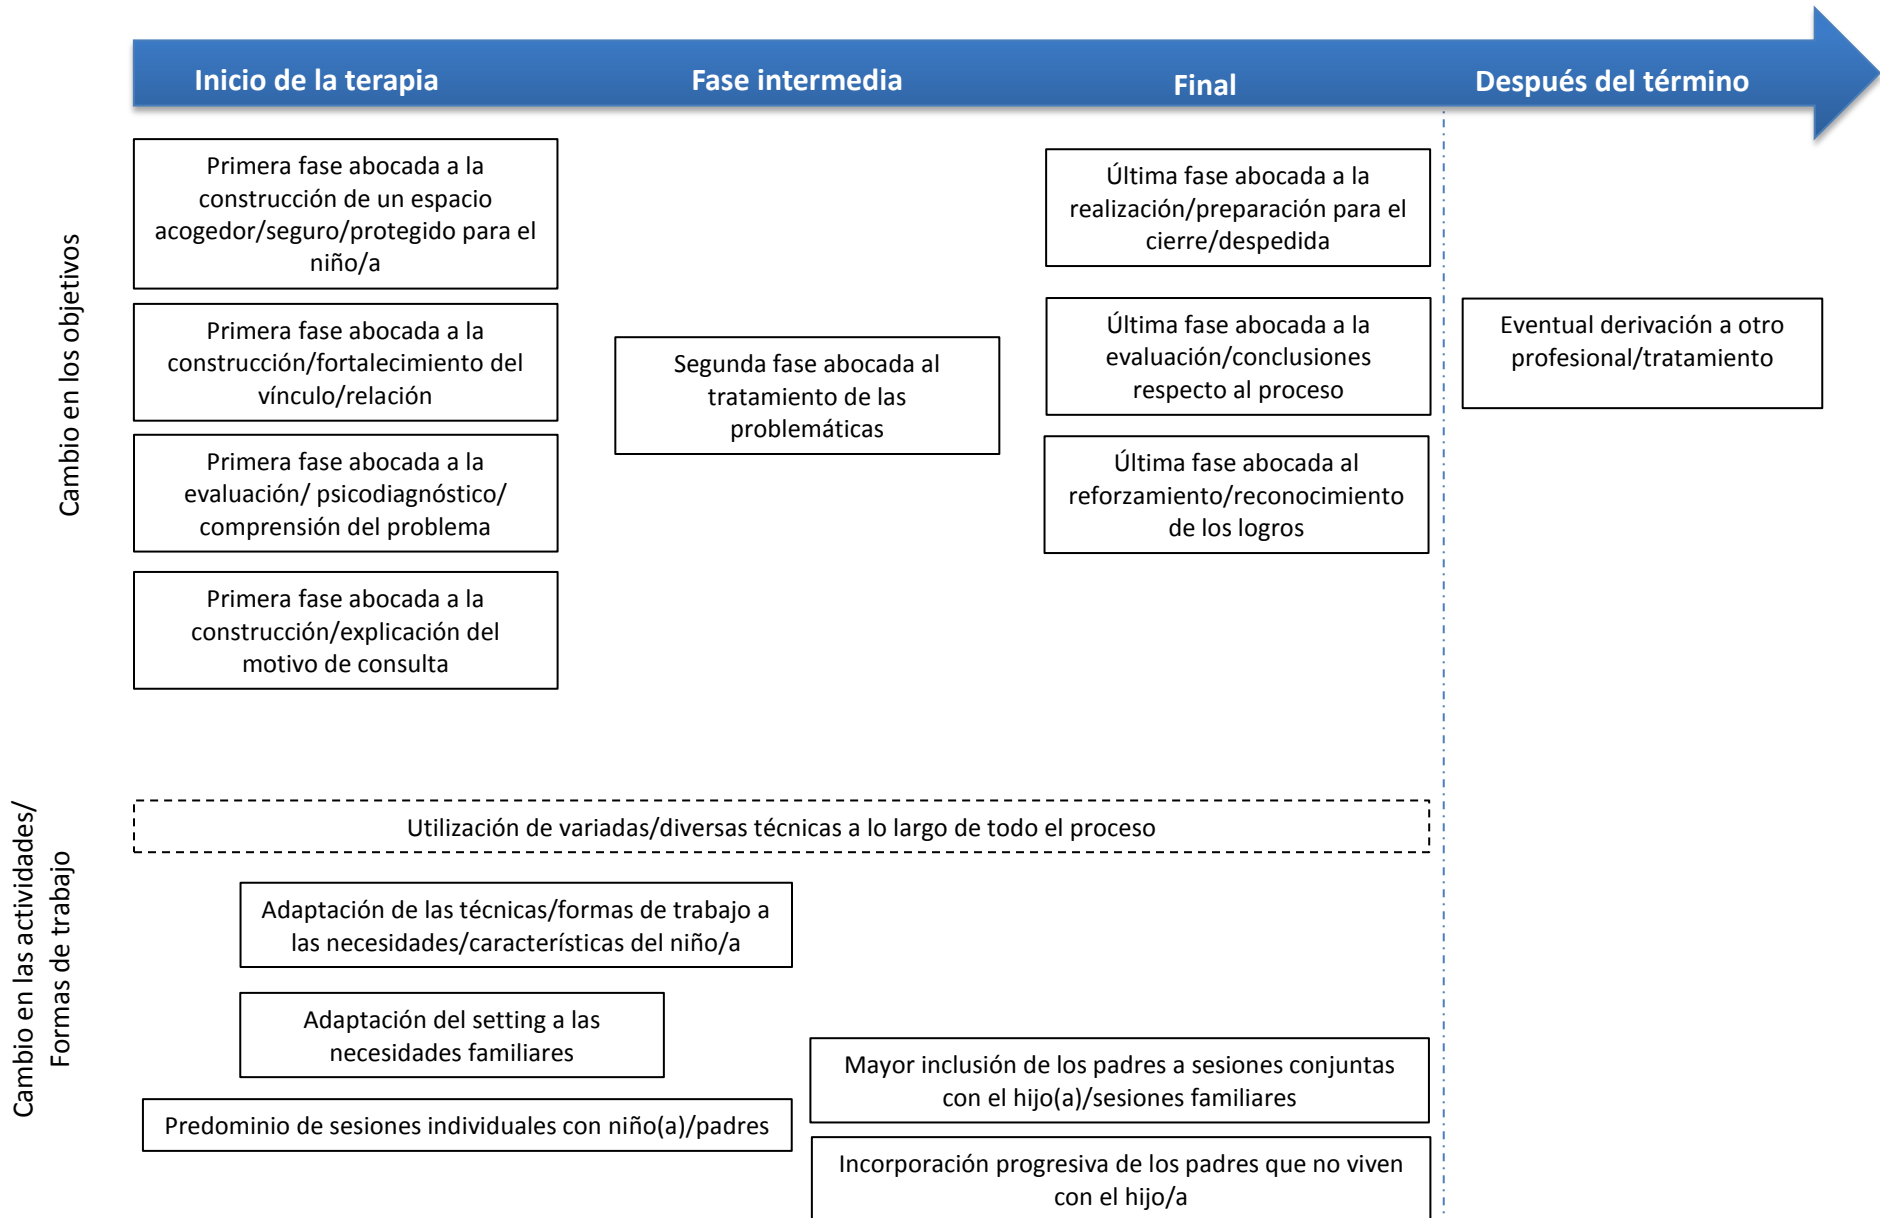 Inicio de la terapia
Fase intermedia
Final
Después del término
Cambio en los objetivos
Primera fase abocada a la
construcción de un espacio
acogedor/seguro/protegido para el
niño/a
Primera fase abocada a la
construcción/fortalecimiento del
vínculo/relación
Primera fase abocada a la
evaluación/ psicodiagnóstico/
comprensión del problema
Primera fase abocada a la
construcción/explicación del
motivo de consulta
Segunda fase abocada al
tratamiento de las
problemáticas
Última fase abocada a la
realización/preparación para el
cierre/despedida
Última fase abocada a la
evaluación/conclusiones
respecto al proceso
Última fase abocada al
reforzamiento/reconocimiento
de los logros
Eventual derivación a otro
profesional/tratamiento
Cambio en las actividades/
Formas de trabajo
Utilización de variadas/diversas técnicas a lo largo de todo el proceso
Adaptación de las técnicas/formas de trabajo a
las necesidades/características del niño/a
Adaptación del setting a las
necesidades familiares
Predominio de sesiones individuales con niño(a)/padres
Mayor inclusión de los padres a sesiones conjuntas
con el hijo(a)/sesiones familiares
Incorporación progresiva de los padres que no viven
con el hijo/a